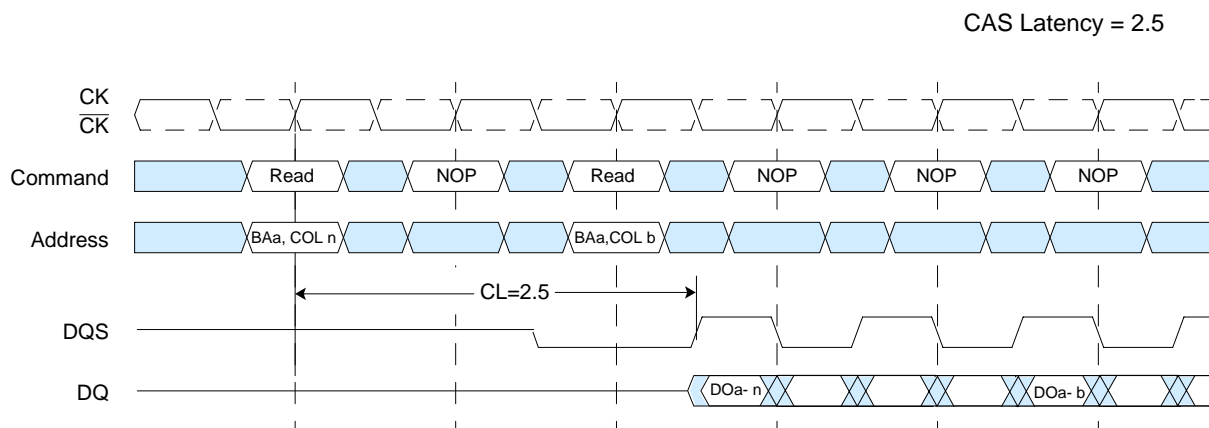 CAS Latency = 2.5
CK
CK
Command
Read
NOP
Read
NOP
NOP
NOP
Address
BAa, COL n
BAa,COL b
CL=2.5
DQS
DQ
DOa- n
DOa- b